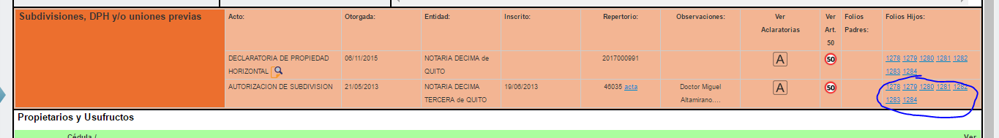 Subdivisiones, DPH y/o uniones previas
Acto: Otorgada: Entidad: Inscrito: Repertorio: Observaciones: Ver Aclaratorias Ver Art. 50 Folios Padres: Folios Hijos:
DECLARATORIA DE PROPIEDAD HORIZONTAL 06/11/2015 NOTARIA DECIMA de QUITO 2017000991 A 50 1278 1279 1280 1281 1282
1283 1284
AUTORIZACION DE SUBDIVISION 21/05/2013 NOTARIA DECIMA TERCERA de QUITO 19/06/2013 46035 acta Doctor Miguel Altamirano.... A 50 1278 1279 1280 1281 1282
1283 1284
Propietarios y Usufructos
Cédula / Ver